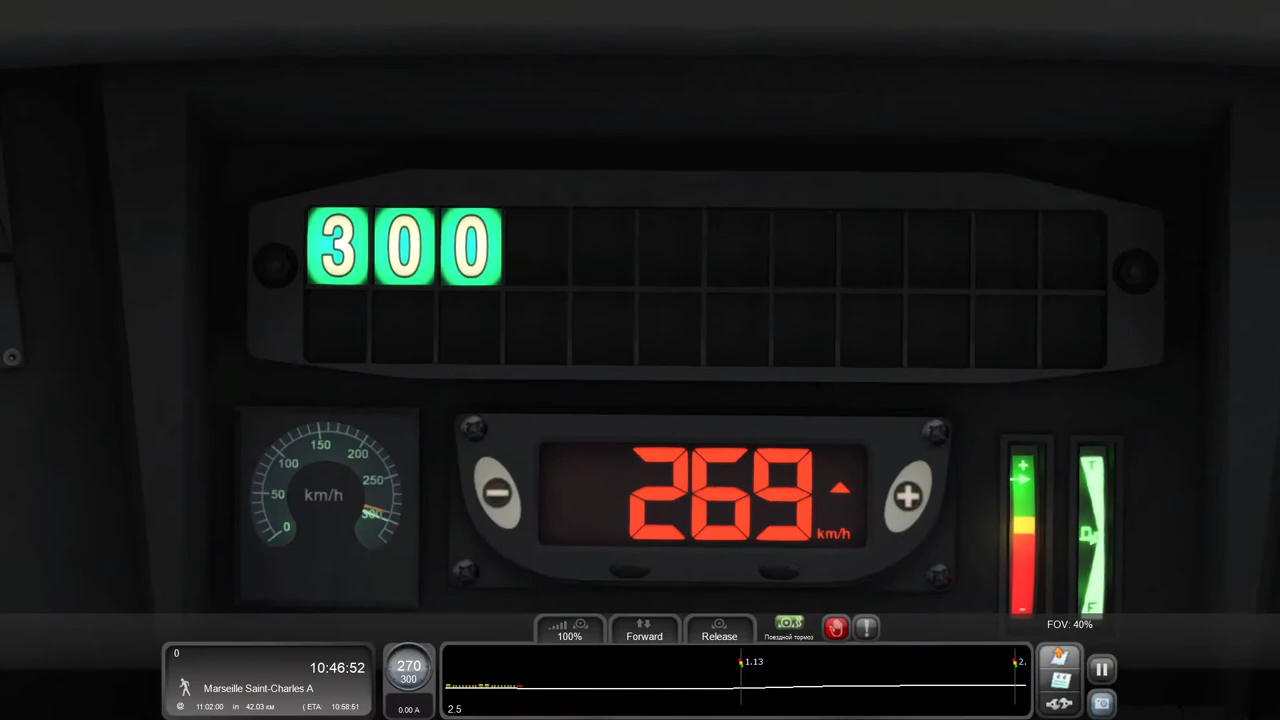 300
150
100
200
50
km/h
250
300
0
269
km/h
+
-
FOV: 40%
100%
Forward
Release
Поездной тормоз
0
10:46:52
Marseille Saint-Charles A
@ 11:02.00 in 42.03 км ( ETA: 10:58:51
270
300
0.00 A
1.13
2.
2.5